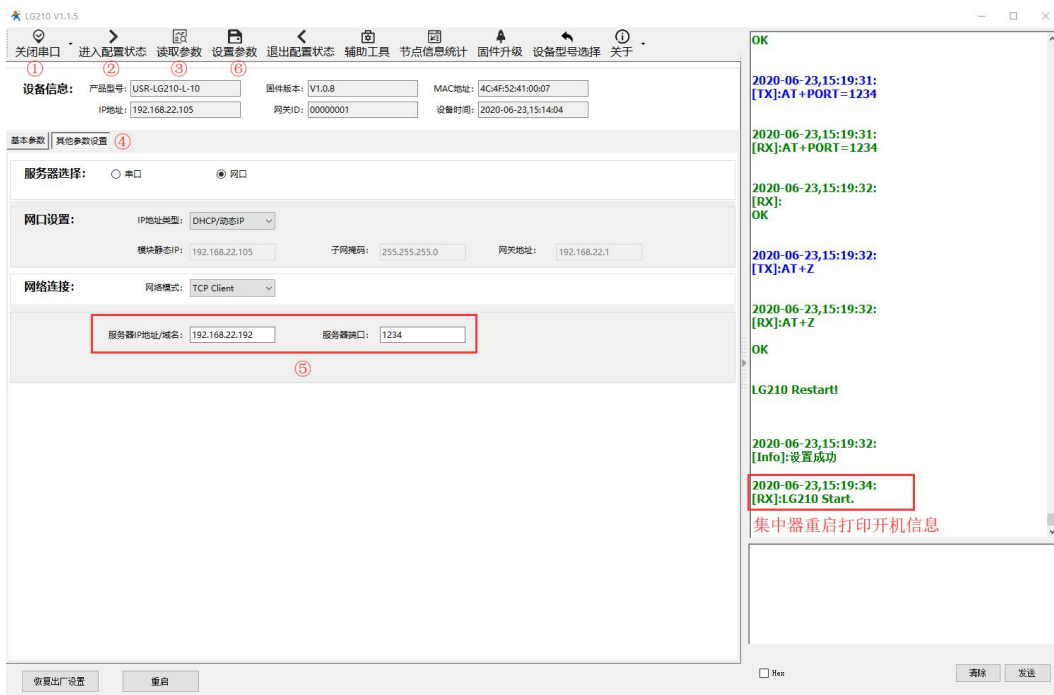 LG210 V1.1.5
关闭串口 进入配置状态 读取参数 设置参数 退出配置状态 辅助工具 节点信息统计 固件升级 设备型号选择 关于
① ② ③ ⑥
设备信息: 产品型号: USR-LG210-L-10 固件版本: V1.0.8 MAC地址: 4C:4F:52:41:00:07
IP地址: 192.168.22.105 网关ID: 00000001 设备时间: 2020-06-23,15:14:04
基本参数 其他参数设置 ④
服务器选择: 串口 网口
网口设置: IP地址类型: DHCP/动态IP
模块静态IP: 192.168.22.105 子网掩码: 255.255.255.0 网关地址: 192.168.22.1
网络连接: 网络模式: TCP Client
服务器IP地址/域名: 192.168.22.192 服务器端口: 1234
⑤
恢复出厂设置 重启
OK
2020-06-23,15:19:31:
[TX]:AT+PORT=1234
2020-06-23,15:19:31:
[RX]:AT+PORT=1234
2020-06-23,15:19:32:
[RX]:
OK
2020-06-23,15:19:32:
[TX]:AT+Z
2020-06-23,15:19:32:
[RX]:AT+Z
OK
LG210 Restart!
2020-06-23,15:19:32:
[Info]:设置成功
2020-06-23,15:19:34:
[RX]:LG210 Start.
集中器重启打印开机信息
Hex 清除 发送